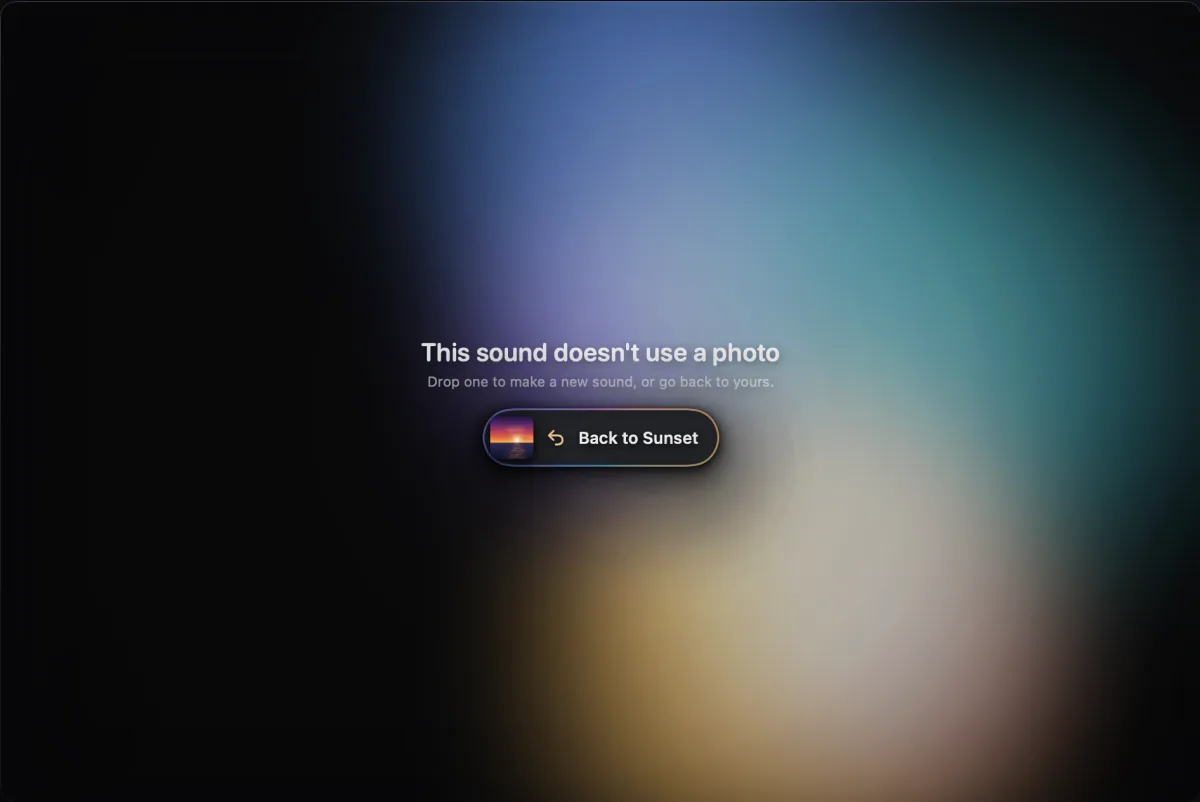 This sound doesn't use a photo
Drop one to make a new sound, or go back to yours.
Back to Sunset